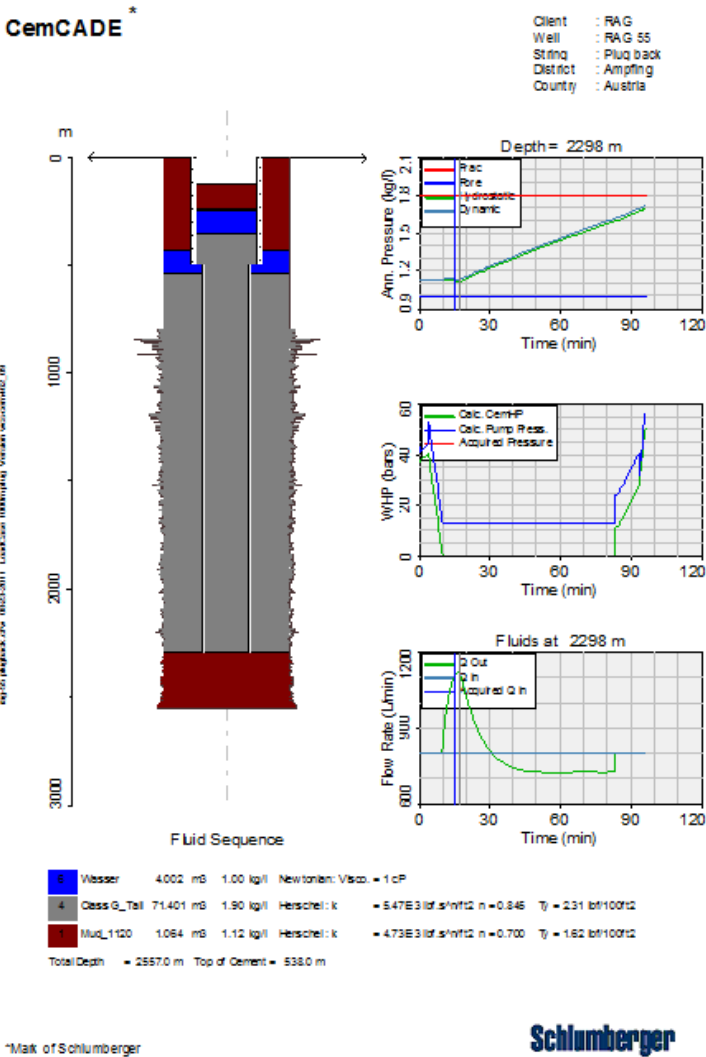 CemCADE *
Client : RAG
Well : RAG 55
String : Plug back
District : Ampfing
Country : Austria
m
0
1000
2000
3000
Depth = 2298 m
Frac
Pore
Hydrostatic
Dynamic
Ann. Pressure (kg/l)
2.1
1.8
1.5
1.2
0.9
0 30 60 90 120
Time (min)
Calc. CemHP
Calc. Pump Press.
Acquired Pressure
WHP (bars)
60
40
20
0
0 30 60 90 120
Time (min)
Fluids at 2298 m
Q Out
Q In
Acquired Q In
Flow Rate (L/min)
1200
900
600
0 30 60 90 120
Time (min)
Fluid Sequence
Wasser 4.002 m3 1.00 kg/l Newtonian: Visco. = 1 cP
4 Class G_Tail 71.401 m3 1.90 kg/l Herschel: k = 5.47E3 lbf.s^n/ft2 n = 0.845 Ty = 2.31 lbf/100ft2
1 Mud_1120 1.064 m3 1.12 kg/l Herschel: k = 4.73E3 lbf.s^n/ft2 n = 0.700 Ty = 1.62 lbf/100ft2
Total Depth = 2557.0 m Top of Cement = 538.0 m
*Mark of Schlumberger
Schlumberger